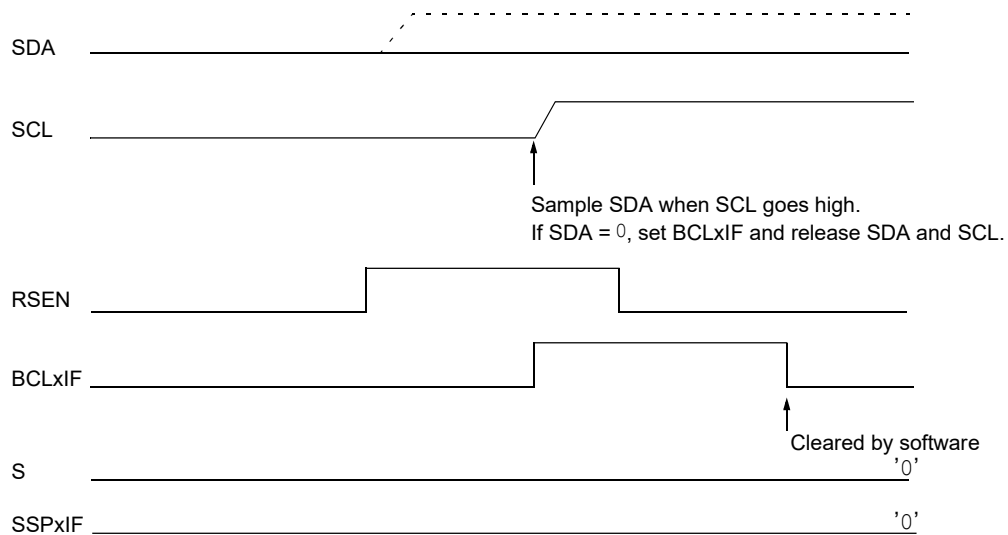 SDA
SCL
Sample SDA when SCL goes high.
If SDA = 0, set BCLxIF and release SDA and SCL.
RSEN
BCLxIF
Cleared by software
S
'0'
SSPxIF
'0'